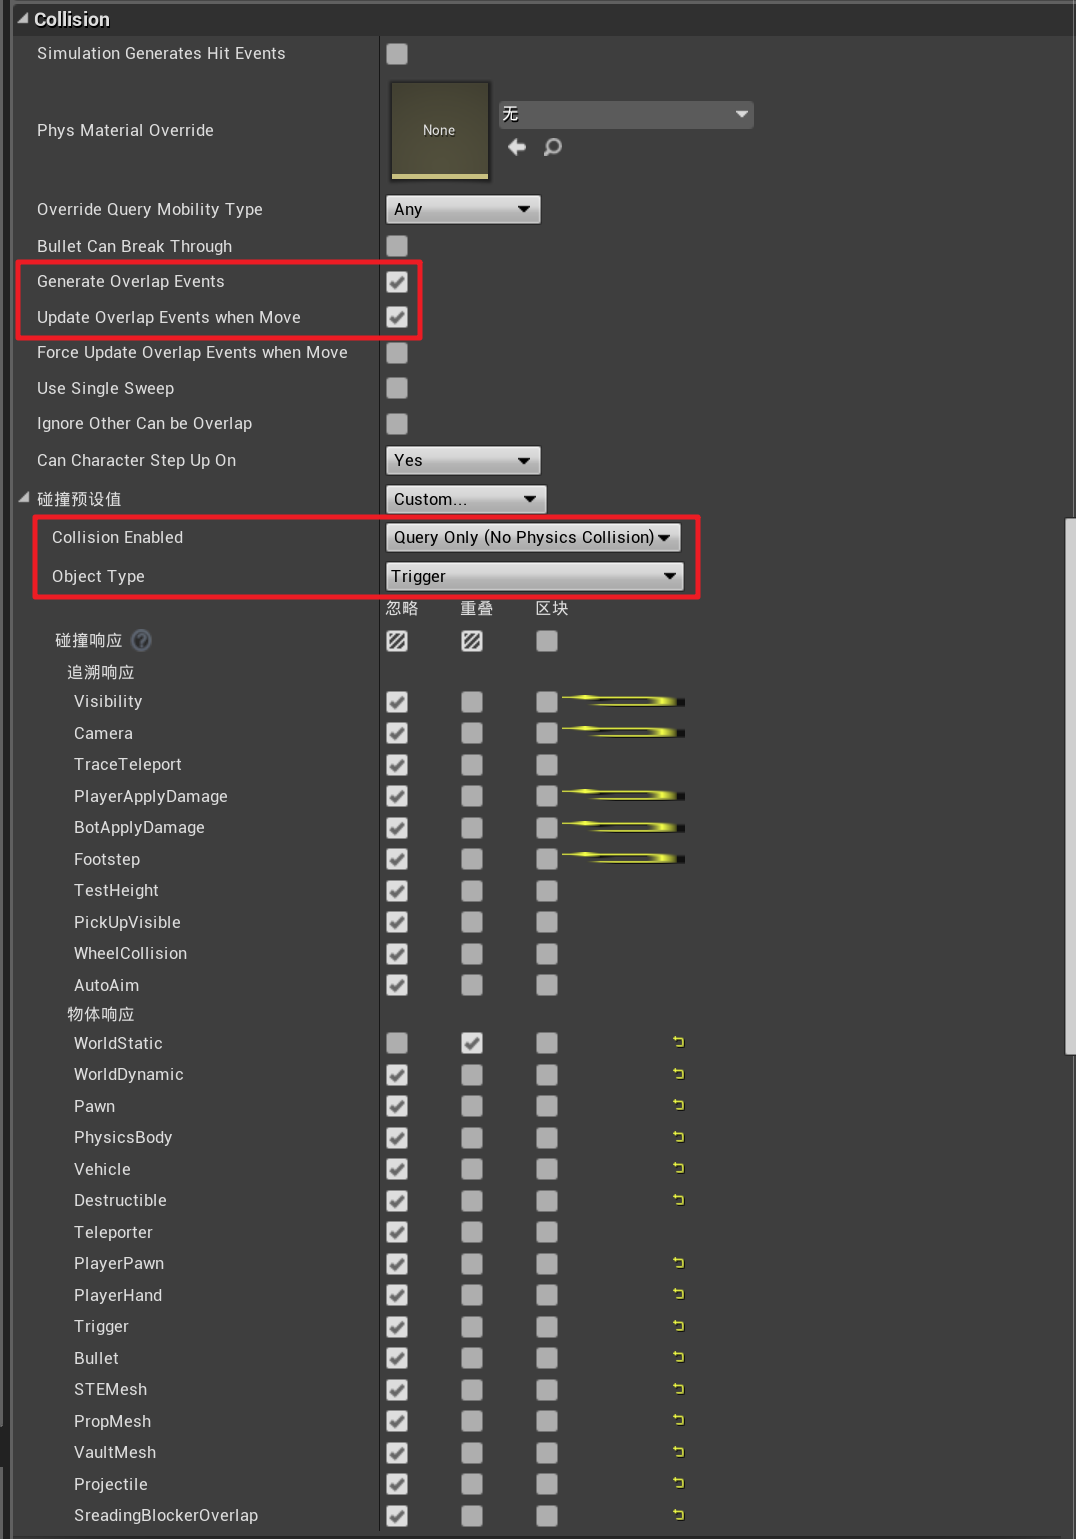 Collision
Simulation Generates Hit Events
Phys Material Override
None
无
Override Query Mobility Type
Any
Bullet Can Break Through
Generate Overlap Events
Update Overlap Events when Move
Force Update Overlap Events when Move
Use Single Sweep
Ignore Other Can be Overlap
Can Character Step Up On
Yes
碰撞预设值
Custom...
Collision Enabled
Query Only (No Physics Collision)
Object Type
Trigger
忽略 重叠 区块
碰撞响应 ?
追溯响应
Visibility
Camera
TraceTeleport
PlayerApplyDamage
BotApplyDamage
Footstep
TestHeight
PickUpVisible
WheelCollision
AutoAim
物体响应
WorldStatic
WorldDynamic
Pawn
PhysicsBody
Vehicle
Destructible
Teleporter
PlayerPawn
PlayerHand
Trigger
Bullet
STEMesh
PropMesh
VaultMesh
Projectile
SreadingBlockerOverlap